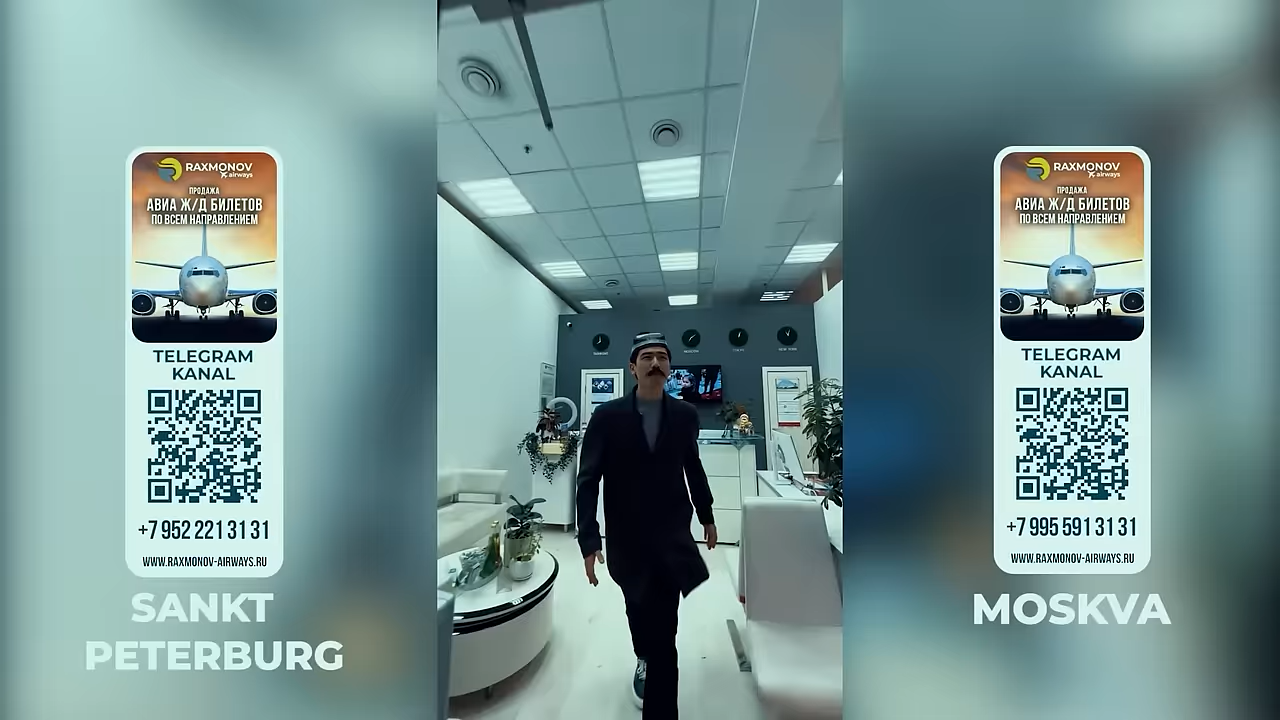 RAXMONOV
airways
ПРОДАЖА
АВИА Ж/Д БИЛЕТОВ
ПО ВСЕМ НАПРАВЛЕНИЕМ
TELEGRAM
KANAL
+7 952 221 31 31
WWW.RAXMONOV-AIRWAYS.RU
SANKT
PETERBURG
RAXMONOV
airways
ПРОДАЖА
АВИА Ж/Д БИЛЕТОВ
ПО ВСЕМ НАПРАВЛЕНИЕМ
TELEGRAM
KANAL
+7 995 591 31 31
WWW.RAXMONOV-AIRWAYS.RU
MOSKVA